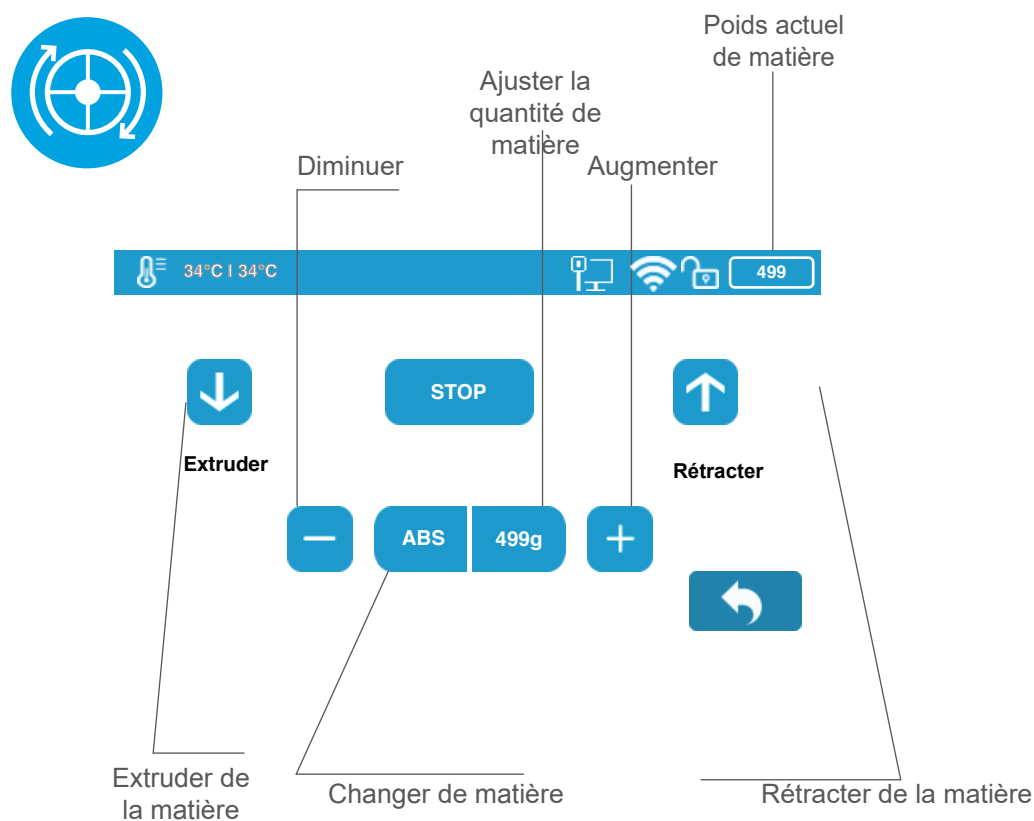 Poids actuel
de matière
Ajuster la
quantité de
matière
Diminuer
Augmenter
34°C | 34°C
499
STOP
Extruder
Rétracter
ABS
499g
Extruder de
la matière
Changer de matière
Rétracter de la matière